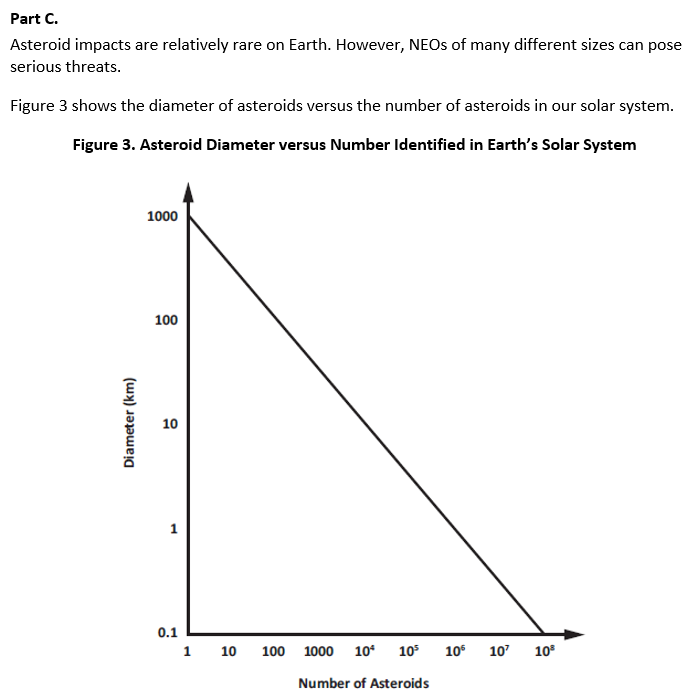 Part C.
Asteroid impacts are relatively rare on Earth. However, NEOs of many different sizes can pose
serious threats.
Figure 3 shows the diameter of asteroids versus the number of asteroids in our solar system.
Figure 3. Asteroid Diameter versus Number Identified in Earth's Solar System
1000
100
10
1
0.1
Diameter (km)
1 10 100 1000 10⁴ 10⁵ 10⁶ 10⁷ 10⁸
Number of Asteroids